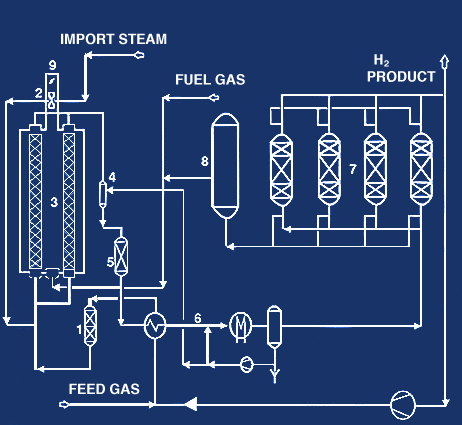 IMPORT STEAM
9
H₂
PRODUCT
FUEL GAS
2
8
7
4
3
5
6
1
FEED GAS